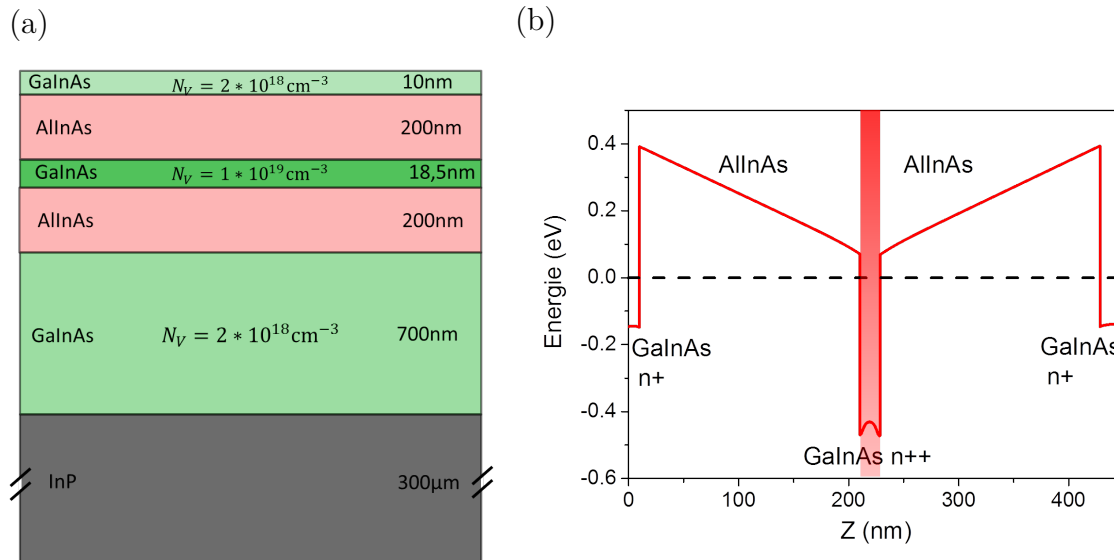 (a)
GaInAs N_V = 2 * 10^18 cm^−3 10nm
AlInAs 200nm
GaInAs N_V = 1 * 10^19 cm^−3 18,5nm
AlInAs 200nm
GaInAs N_V = 2 * 10^18 cm^−3 700nm
InP 300µm
(b)
Energie (eV)
0.4
0.2
0.0
-0.2
-0.4
-0.6
AlInAs AlInAs
GaInAs
n+
GaInAs
n+
GaInAs n++
0 100 200 300 400
Z (nm)